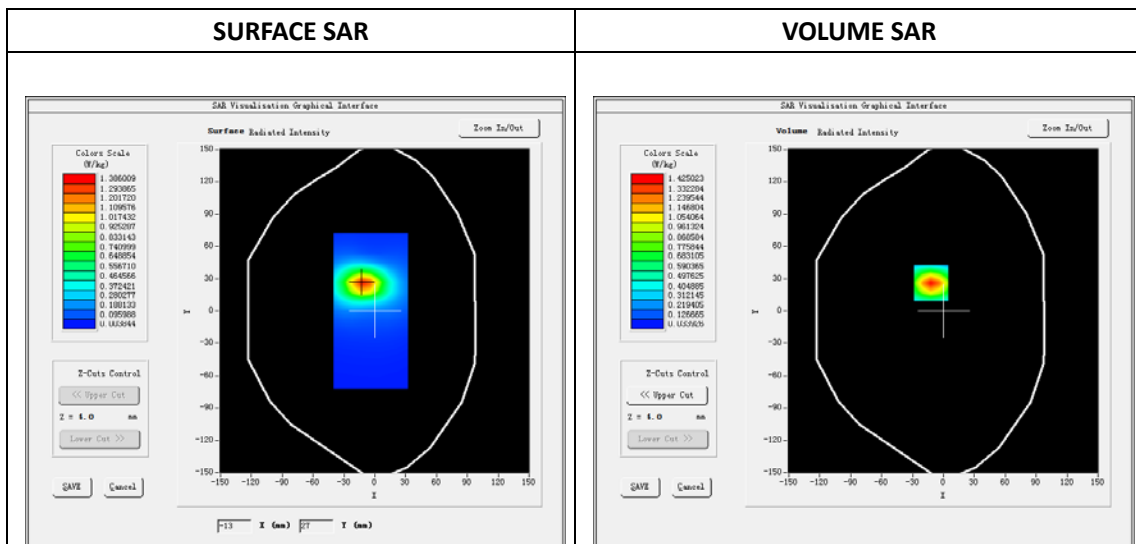 SURFACE SAR
VOLUME SAR
SAR Visualisation Graphical Interface
Surface Radiated Intensity
Zoom In/Out
Colors Scale
(W/kg)
1.386009
1.293865
1.201720
1.109576
1.017432
0.925287
0.833143
0.740999
0.648854
0.556710
0.464566
0.372421
0.280277
0.188133
0.095988
0.003844
150
120
90
60
30
0
-30
-60
-90
-120
-150
Y
-150 -120 -90 -60 -30 0 30 60 90 120 150
X
Z-Cuts Control
<< Upper Cut
Z = 4.0 mm
Lower Cut >>
SAVE Cancel
-13 X (mm) 27 Y (mm)
SAR Visualisation Graphical Interface
Volume Radiated Intensity
Zoom In/Out
Colors Scale
(W/kg)
1.425023
1.332284
1.239544
1.146804
1.054064
0.961324
0.868584
0.775844
0.683105
0.590365
0.497625
0.404885
0.312145
0.219405
0.126665
0.033926
150
120
90
60
30
0
-30
-60
-90
-120
-150
Y
-150 -120 -90 -60 -30 0 30 60 90 120 150
X
Z-Cuts Control
<< Upper Cut
Z = 4.0 mm
Lower Cut >>
SAVE Cancel